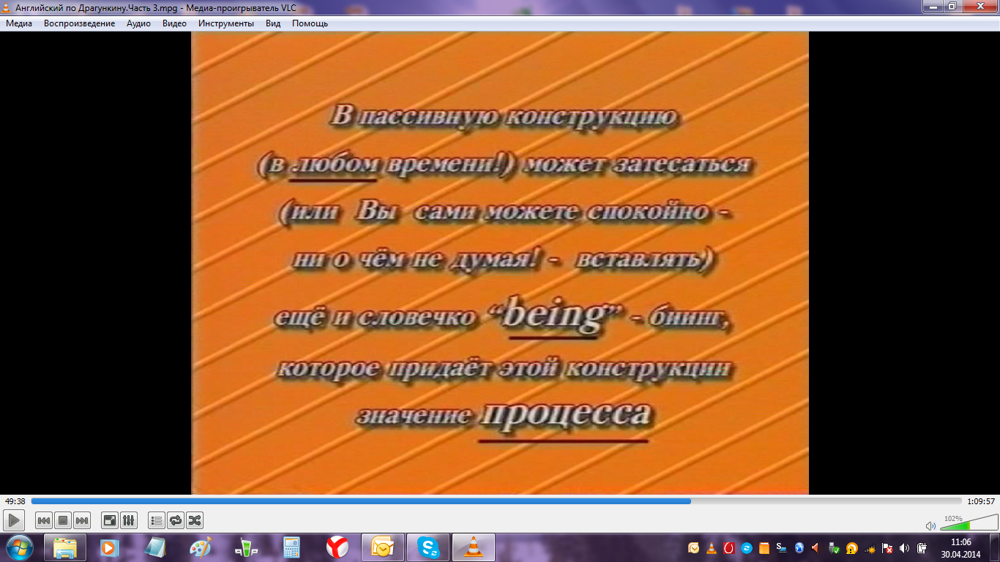 Английский по Драгункину.Часть 3.mpg - Медиа-проигрыватель VLC
Медиа Воспроизведение Аудио Видео Инструменты Вид Помощь
В пассивную конструкцию
(в любом времени!) может затесаться
(или Вы сами можете спокойно -
ни о чём не думая! - вставлять)
ещё и словечко “being” - биинг,
которое придаёт этой конструкции
значение процесса
49:38 1:09:57
102%
11:06
30.04.2014